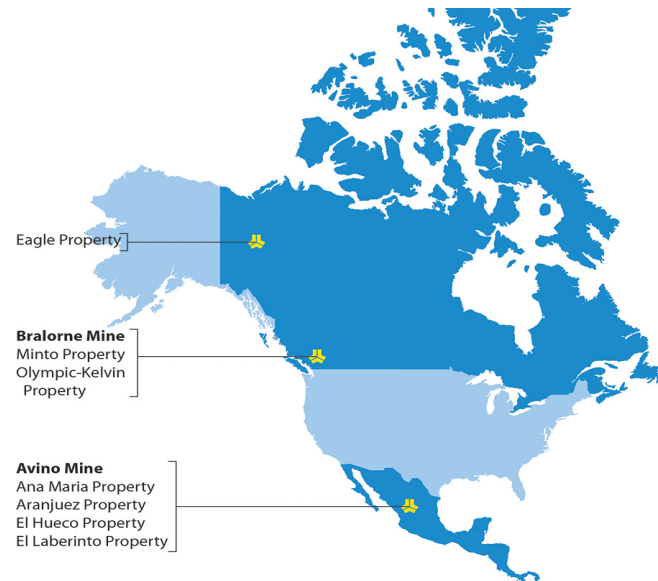 Eagle Property
Bralorne Mine
Minto Property
Olympic-Kelvin
Property
Avino Mine
Ana Maria Property
Aranjuez Property
El Hueco Property
El Laberinto Property